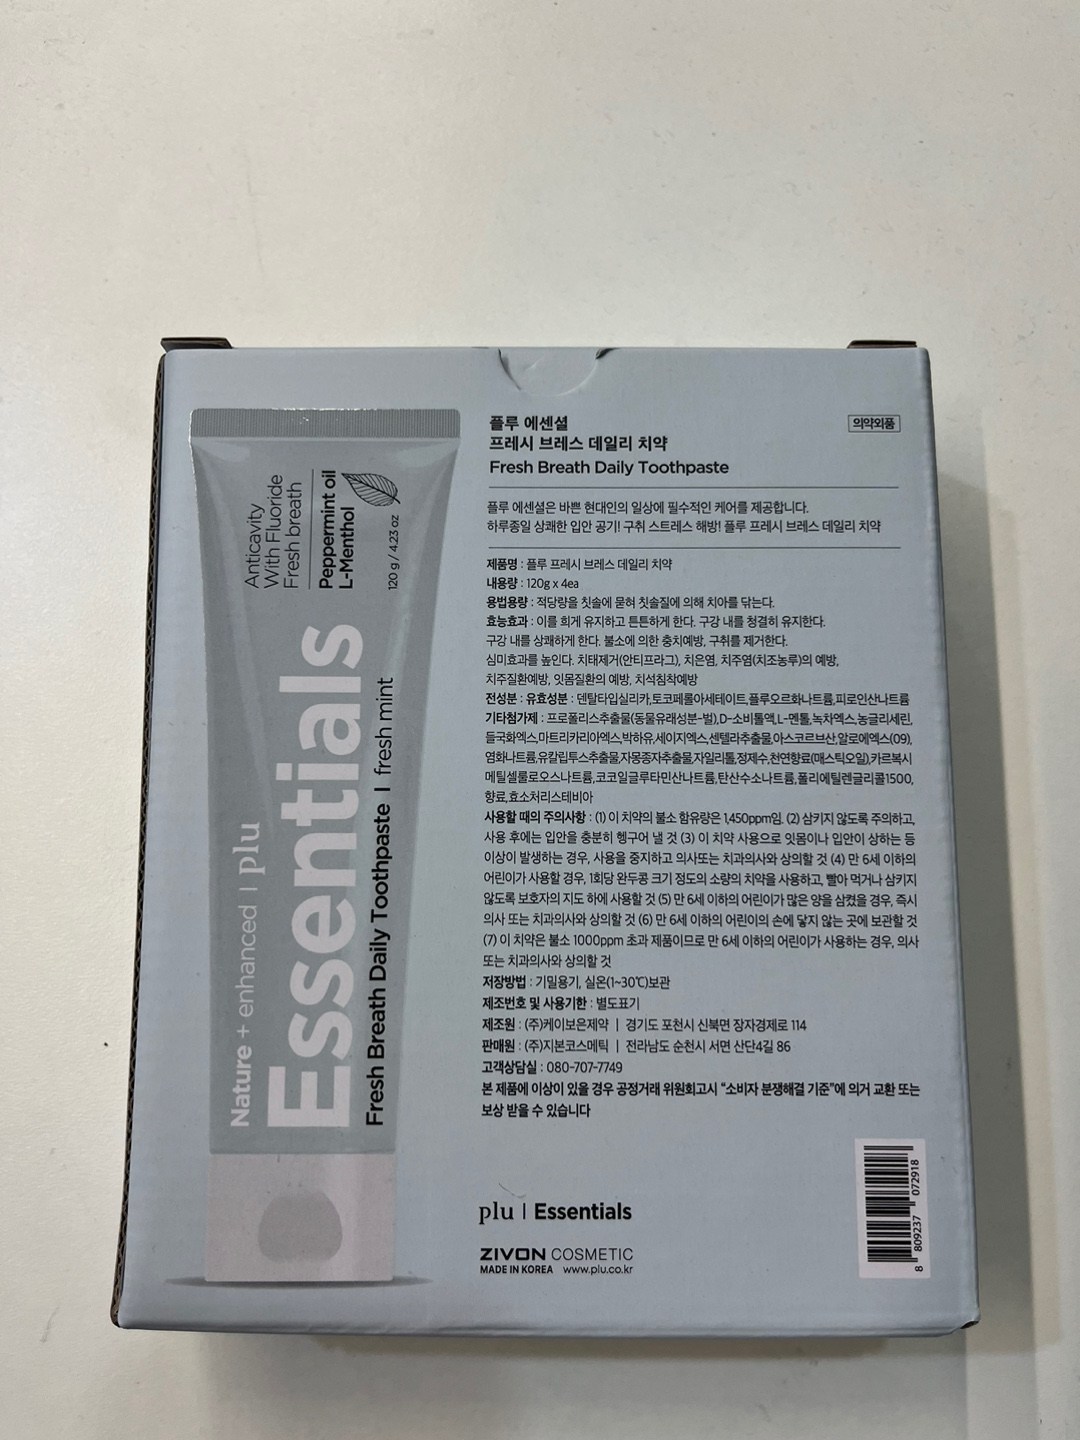 Anticavity
With Fluoride
Fresh breath
Peppermint oil
L-Menthol
120 g / 4.23 oz
Nature + enhanced | plu
Essentials
Fresh Breath Daily Toothpaste | fresh mint
플루 에센셜
의약외품
프레시 브레스 데일리 치약
Fresh Breath Daily Toothpaste
플루 에센셜은 바쁜 현대인의 일상에 필수적인 케어를 제공합니다.
하루종일 상쾌한 입안 공기! 구취 스트레스 해방! 플루 프레시 브레스 데일리 치약
제품명 : 플루 프레시 브레스 데일리 치약
내용량 : 120g x 4ea
용법용량 : 적당량을 칫솔에 묻혀 칫솔질에 의해 치아를 닦는다.
효능효과 : 이를 희게 유지하고 튼튼하게 한다. 구강 내를 청결히 유지한다.
구강 내를 상쾌하게 한다. 불소에 의한 충치예방, 구취를 제거한다.
심미효과를 높인다. 치태제거(안티프라그), 치은염, 치주염(치조농루)의 예방,
치주질환예방, 잇몸질환의 예방, 치석침착예방
전성분 : 유효성분 : 덴탈타입실리카,토코페롤아세테이트,플루오르화나트륨,피로인산나트륨
기타첨가제 : 프로폴리스추출물(동물유래성분-벌),D-소비톨액,L-멘톨,녹차엑스,농글리세린,
들국화엑스,마트리카리아엑스,박하유,세이지엑스,센텔라추출물,아스코르브산,알로에엑스(09),
염화나트륨,유칼립투스추출물,자몽종자추출물,자일리톨,정제수,천연향료(매스틱오일),카르복시
메틸셀룰로오스나트륨,코코일글루타민산나트륨,탄산수소나트륨,폴리에틸렌글리콜1500,
향료,효소처리스테비아
사용할 때의 주의사항 : (1) 이 치약의 불소 함유량은 1,450ppm임. (2) 삼키지 않도록 주의하고,
사용 후에는 입안을 충분히 헹구어 낼 것 (3) 이 치약 사용으로 잇몸이나 입안이 상하는 등
이상이 발생하는 경우, 사용을 중지하고 의사또는 치과의사와 상의할 것 (4) 만 6세 이하의
어린이가 사용할 경우, 1회당 완두콩 크기 정도의 소량의 치약을 사용하고, 빨아 먹거나 삼키지
않도록 보호자의 지도 하에 사용할 것 (5) 만 6세 이하의 어린이가 많은 양을 삼켰을 경우, 즉시
의사 또는 치과의사와 상의할 것 (6) 만 6세 이하의 어린이의 손에 닿지 않는 곳에 보관할 것
(7) 이 치약은 불소 1000ppm 초과 제품이므로 만 6세 이하의 어린이가 사용하는 경우, 의사
또는 치과의사와 상의할 것
저장방법 : 기밀용기, 실온(1~30℃)보관
제조번호 및 사용기한 : 별도표기
제조원 : (주)케이보은제약 | 경기도 포천시 신북면 장자경제로 114
판매원 : (주)지본코스메틱 | 전라남도 순천시 서면 산단4길 86
고객상담실 : 080-707-7749
본 제품에 이상이 있을 경우 공정거래 위원회고시 "소비자 분쟁해결 기준"에 의거 교환 또는
보상 받을 수 있습니다
plu | Essentials
ZIVON COSMETIC
MADE IN KOREA www.plu.co.kr
8 809237 072918